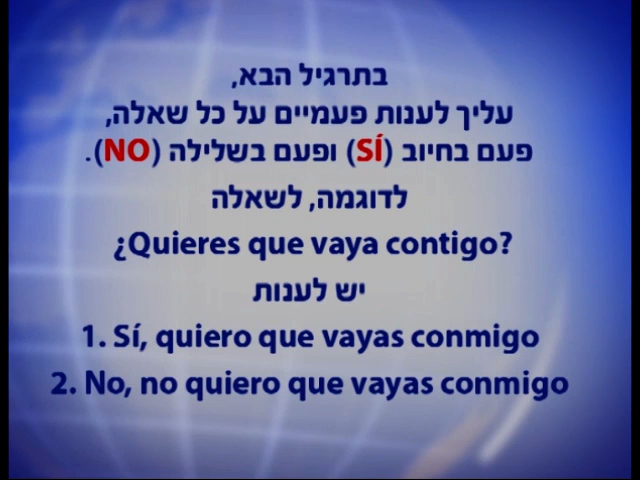 בתרגיל הבא,
עליך לענות פעמיים על כל שאלה,
פעם בחיוב (SÍ) ופעם בשלילה (NO).
לדוגמה, לשאלה
¿Quieres que vaya contigo?
יש לענות
1. Sí, quiero que vayas conmigo
2. No, no quiero que vayas conmigo